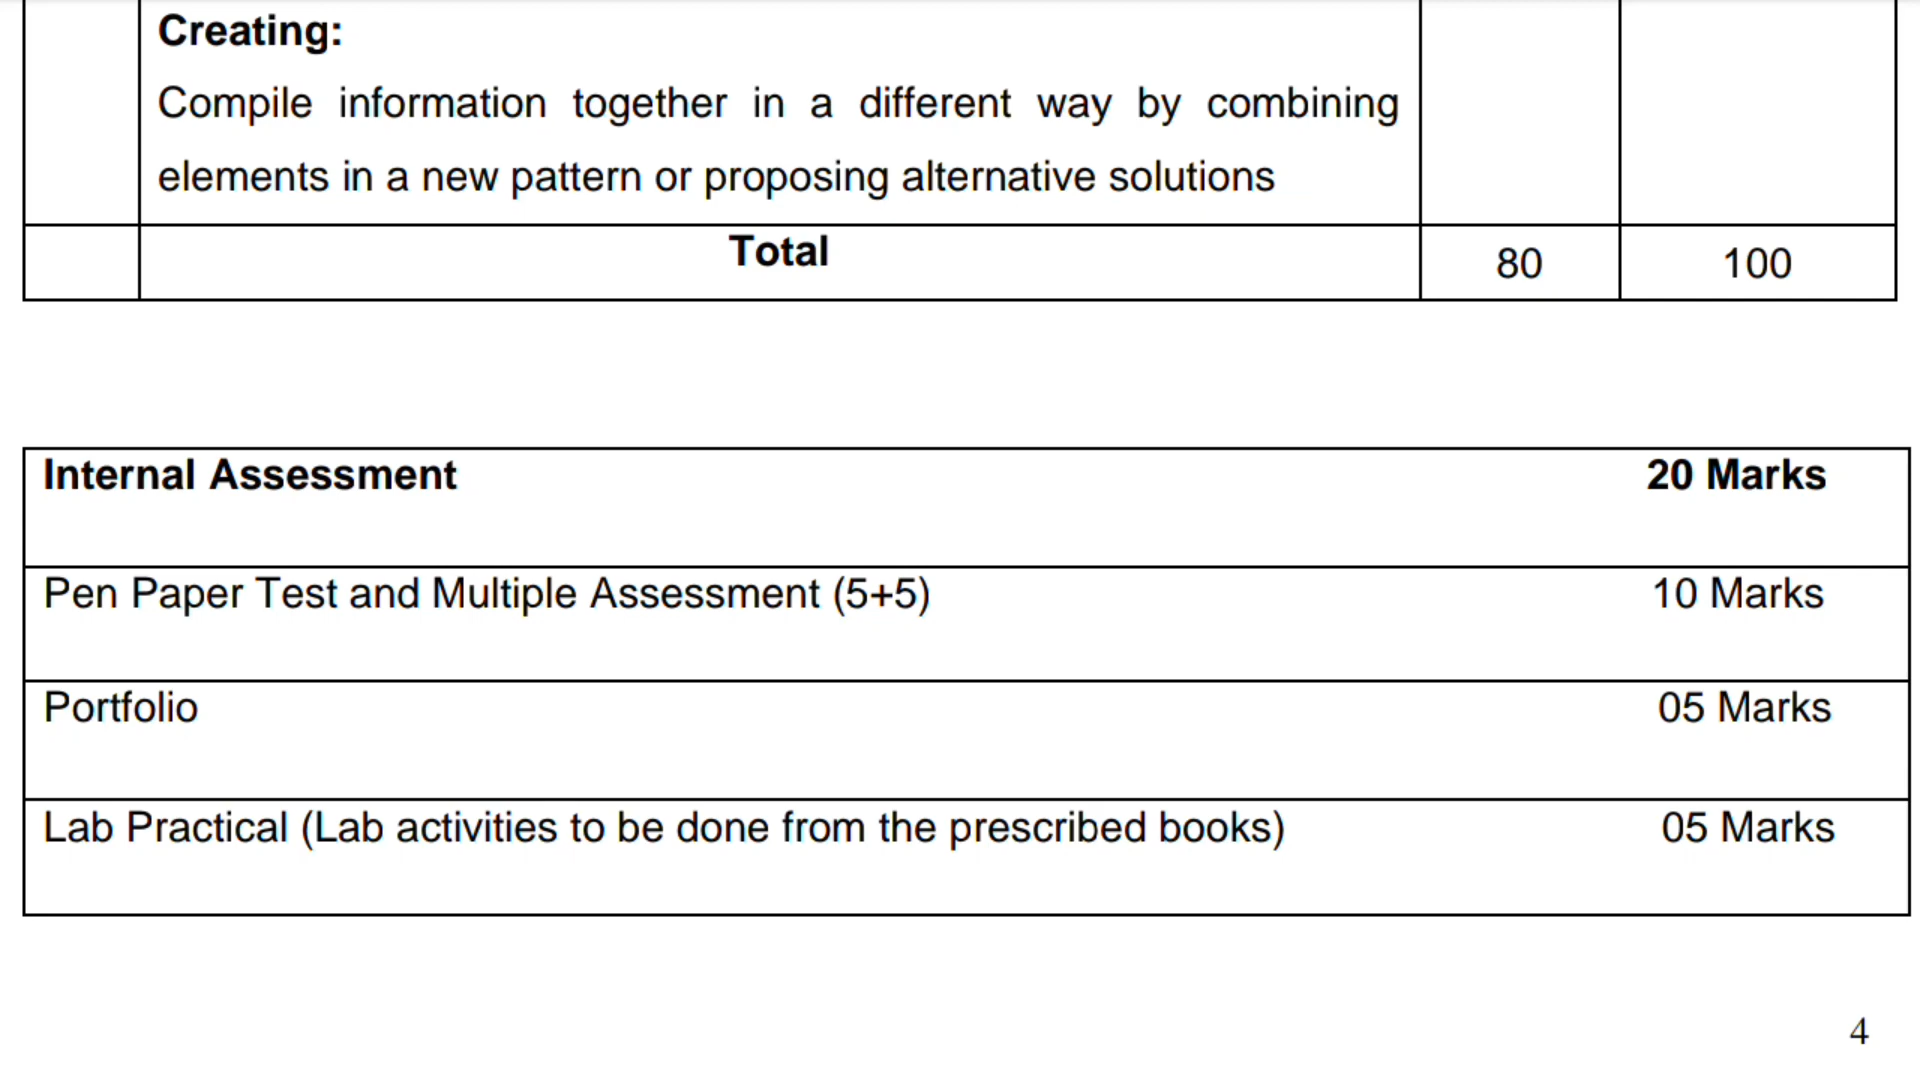 Creating:
Compile information together in a different way by combining
elements in a new pattern or proposing alternative solutions
Total 80 100
Internal Assessment 20 Marks
Pen Paper Test and Multiple Assessment (5+5) 10 Marks
Portfolio 05 Marks
Lab Practical (Lab activities to be done from the prescribed books) 05 Marks
4